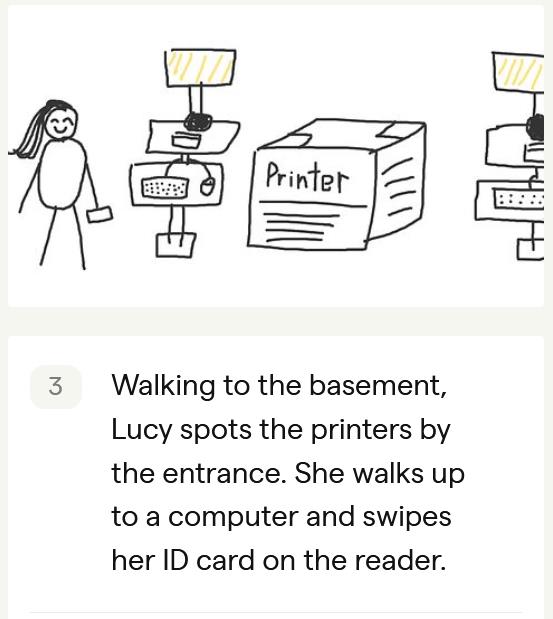 Printer
3
Walking to the basement,
Lucy spots the printers by
the entrance. She walks up
to a computer and swipes
her ID card on the reader.